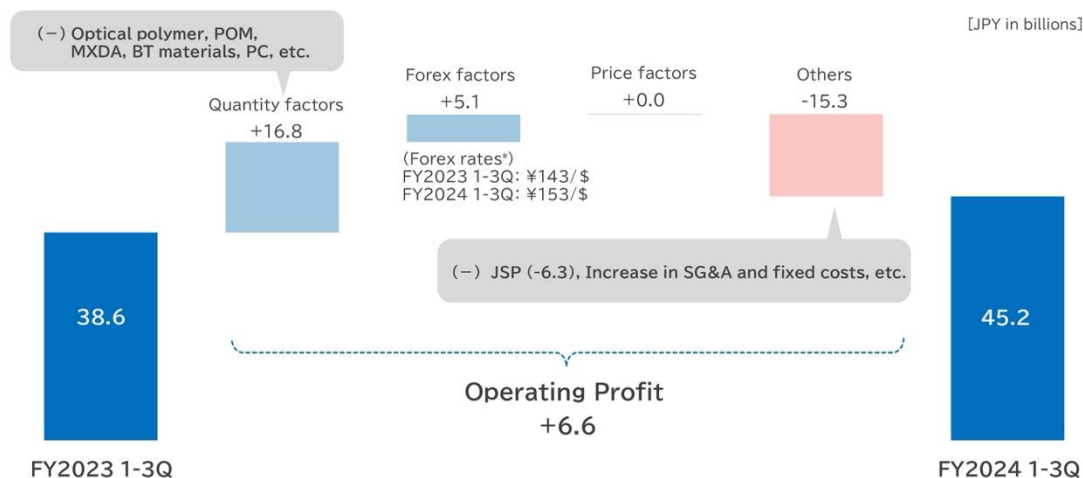 [JPY in billions]
(−) Optical polymer, POM,
MXDA, BT materials, PC, etc.
Quantity factors
+16.8
Forex factors
+5.1
(Forex rates*)
FY2023 1-3Q: ¥143/$
FY2024 1-3Q: ¥153/$
Price factors
+0.0
Others
-15.3
(−) JSP (-6.3), Increase in SG&A and fixed costs, etc.
38.6
45.2
Operating Profit
+6.6
FY2023 1-3Q
FY2024 1-3Q